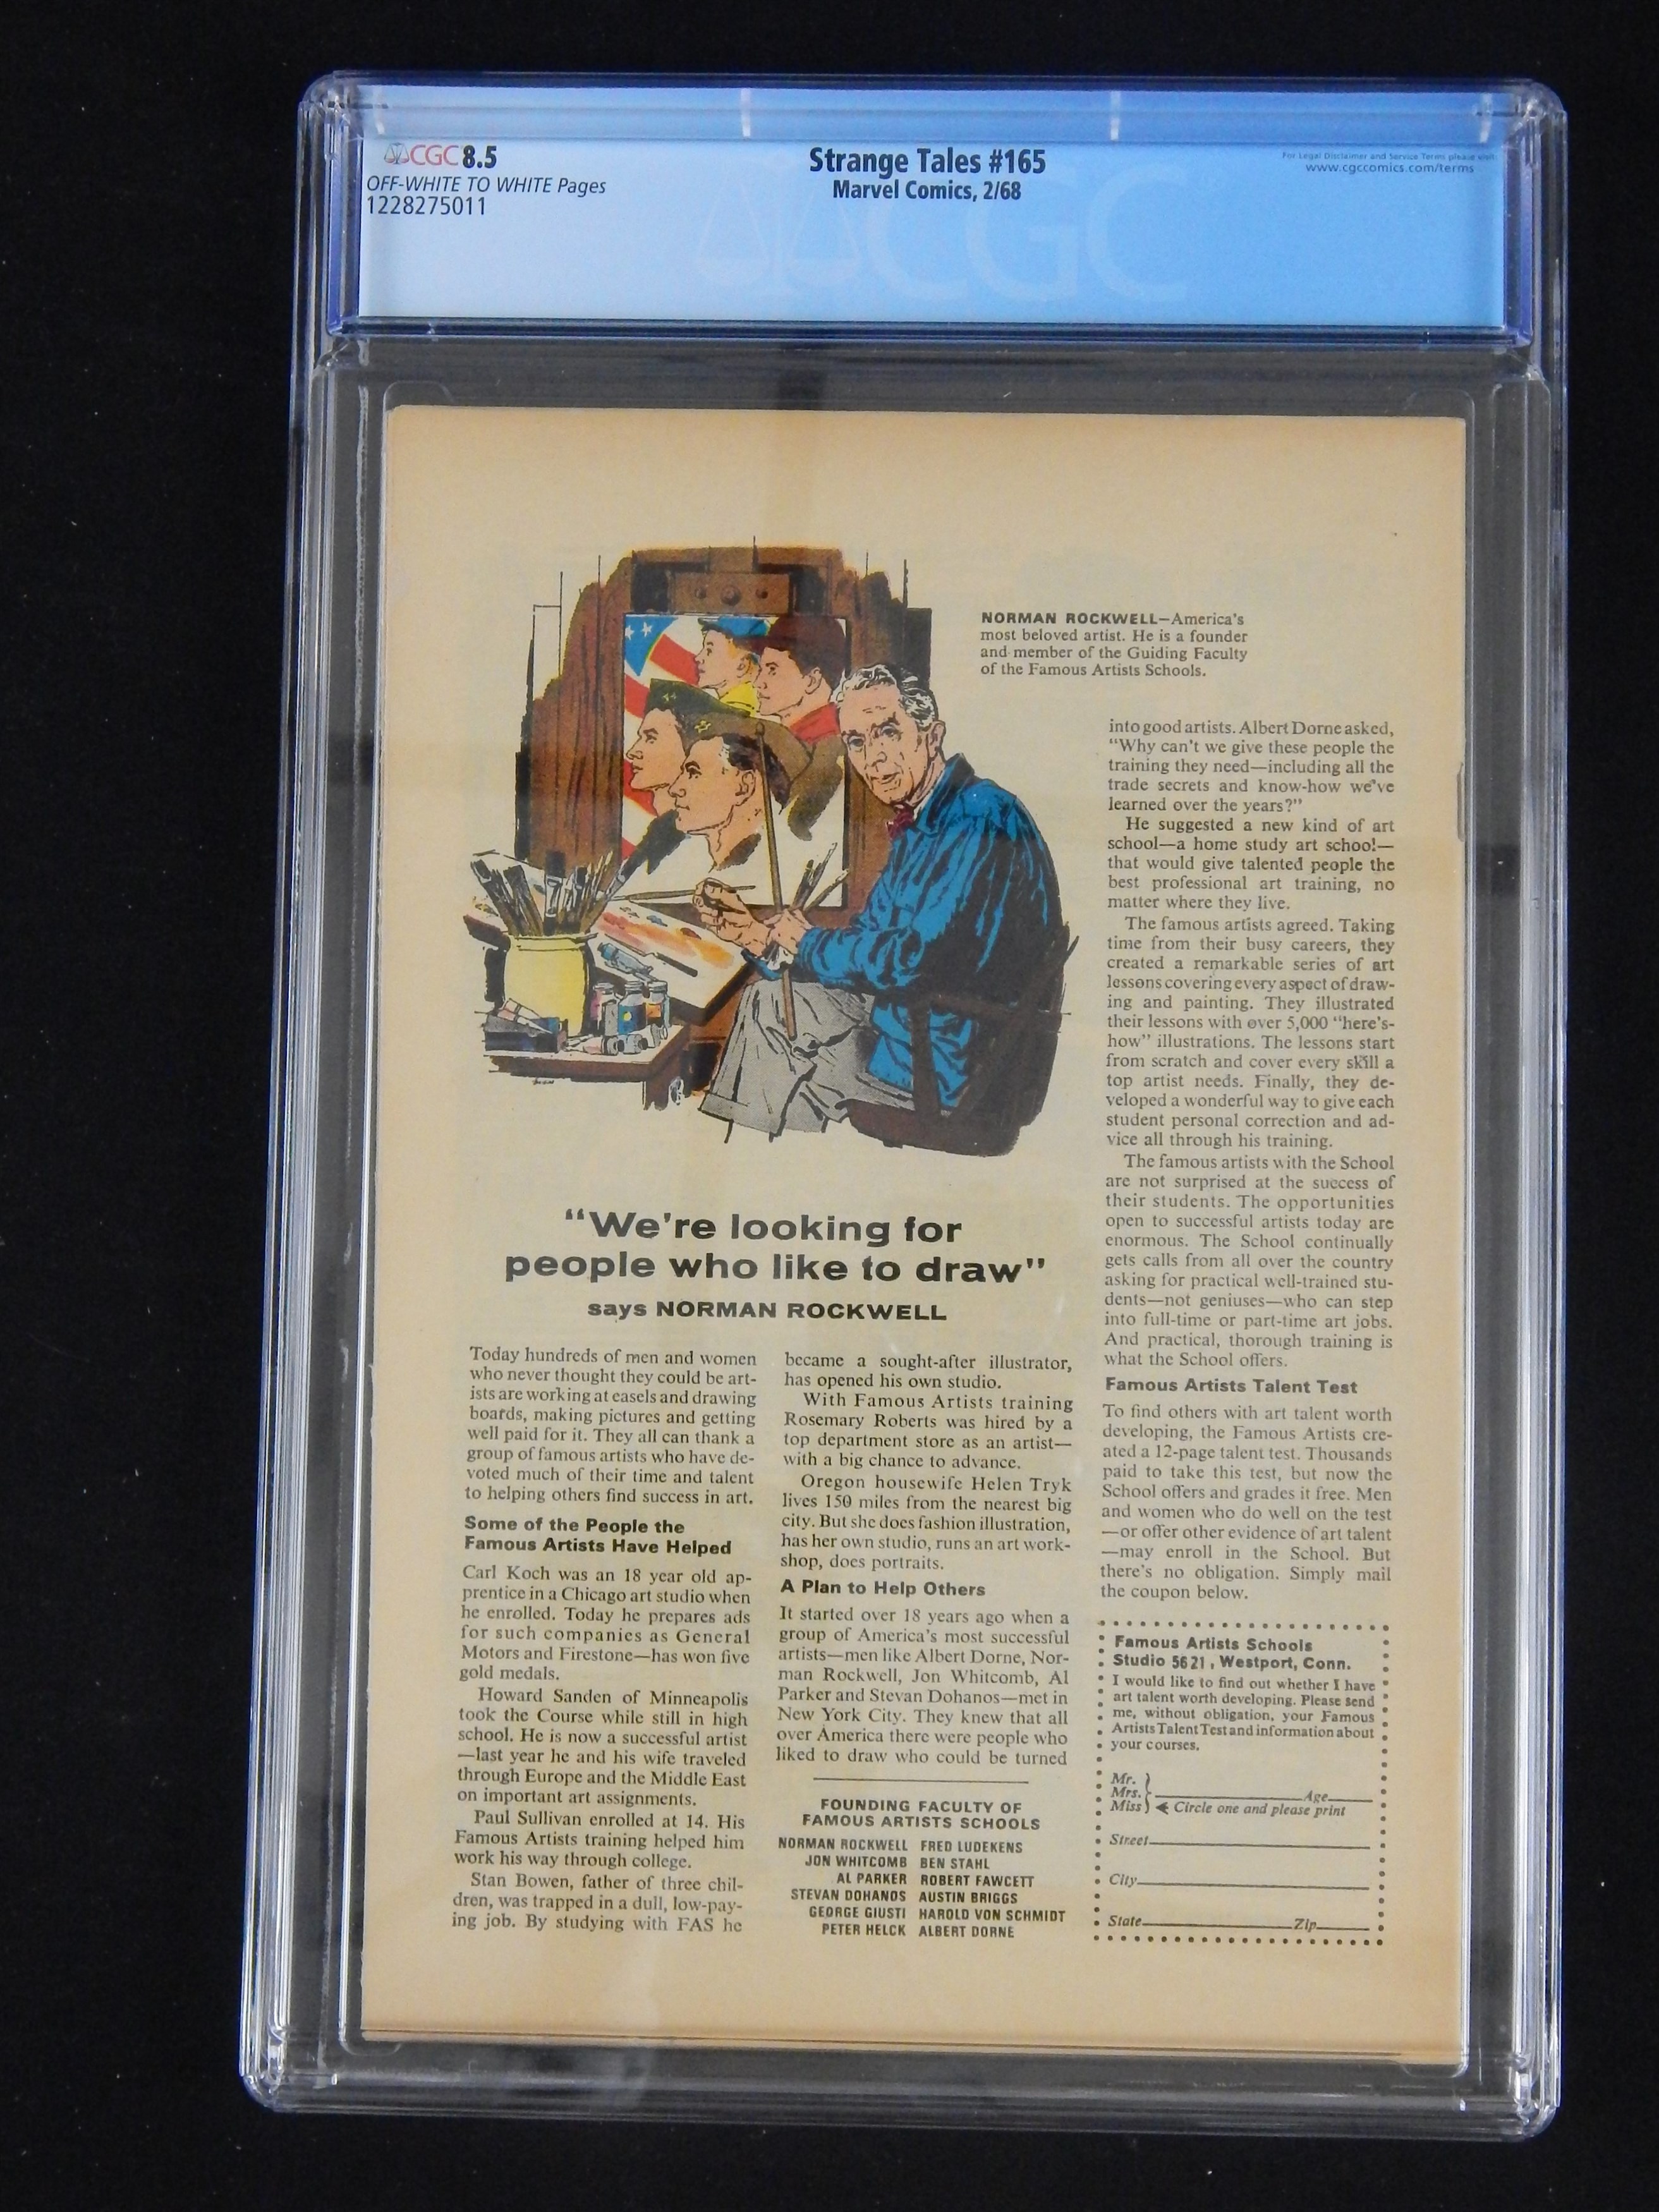 CGC 8.5
OFF-WHITE TO WHITE Pages
1228275011
Strange Tales #165
Marvel Comics, 2/68
For Legal Disclaimer and Service Terms please visit
www.cgccomics.com/terms
CGC
NORMAN ROCKWELL—America's
most beloved artist. He is a founder
and member of the Guiding Faculty
of the Famous Artists Schools.
"We're looking for
people who like to draw"
says NORMAN ROCKWELL
Today hundreds of men and women
who never thought they could be art-
ists are working at easels and drawing
boards, making pictures and getting
well paid for it. They all can thank a
group of famous artists who have de-
voted much of their time and talent
to helping others find success in art.
Some of the People the
Famous Artists Have Helped
Carl Koch was an 18 year old ap-
prentice in a Chicago art studio when
he enrolled. Today he prepares ads
for such companies as General
Motors and Firestone—has won five
gold medals.
Howard Sanden of Minneapolis
took the Course while still in high
school. He is now a successful artist
—last year he and his wife traveled
through Europe and the Middle East
on important art assignments.
Paul Sullivan enrolled at 14. His
Famous Artists training helped him
work his way through college.
Stan Bowen, father of three chil-
dren, was trapped in a dull, low-pay-
ing job. By studying with FAS he
became a sought-after illustrator,
has opened his own studio.
With Famous Artists training
Rosemary Roberts was hired by a
top department store as an artist—
with a big chance to advance.
Oregon housewife Helen Tryk
lives 150 miles from the nearest big
city. But she does fashion illustration,
has her own studio, runs an art work-
shop, does portraits.
A Plan to Help Others
It started over 18 years ago when a
group of America's most successful
artists—men like Albert Dorne, Nor-
man Rockwell, Jon Whitcomb, Al
Parker and Stevan Dohanos—met in
New York City. They knew that all
over America there were people who
liked to draw who could be turned
FOUNDING FACULTY OF
FAMOUS ARTISTS SCHOOLS
NORMAN ROCKWELL FRED LUDEKENS
JON WHITCOMB BEN STAHL
AL PARKER ROBERT FAWCETT
STEVAN DOHANOS AUSTIN BRIGGS
GEORGE GIUSTI HAROLD VON SCHMIDT
PETER HELCK ALBERT DORNE
into good artists. Albert Dorne asked,
"Why can't we give these people the
training they need—including all the
trade secrets and know-how we've
learned over the years?"
He suggested a new kind of art
school—a home study art school—
that would give talented people the
best professional art training, no
matter where they live.
The famous artists agreed. Taking
time from their busy careers, they
created a remarkable series of art
lessons covering every aspect of draw-
ing and painting. They illustrated
their lessons with over 5,000 "here's-
how" illustrations. The lessons start
from scratch and cover every skill a
top artist needs. Finally, they de-
veloped a wonderful way to give each
student personal correction and ad-
vice all through his training.
The famous artists with the School
are not surprised at the success of
their students. The opportunities
open to successful artists today are
enormous. The School continually
gets calls from all over the country
asking for practical well-trained stu-
dents—not geniuses—who can step
into full-time or part-time art jobs.
And practical, thorough training is
what the School offers.
Famous Artists Talent Test
To find others with art talent worth
developing, the Famous Artists cre-
ated a 12-page talent test. Thousands
paid to take this test, but now the
School offers and grades it free. Men
and women who do well on the test
—or offer other evidence of art talent
—may enroll in the School. But
there's no obligation. Simply mail
the coupon below.
Famous Artists Schools
Studio 5621, Westport, Conn.
I would like to find out whether I have
art talent worth developing. Please send
me, without obligation, your Famous
Artists Talent Test and information about
your courses.
Mr.
Mrs. Age
Miss Circle one and please print
Street
City
State Zip